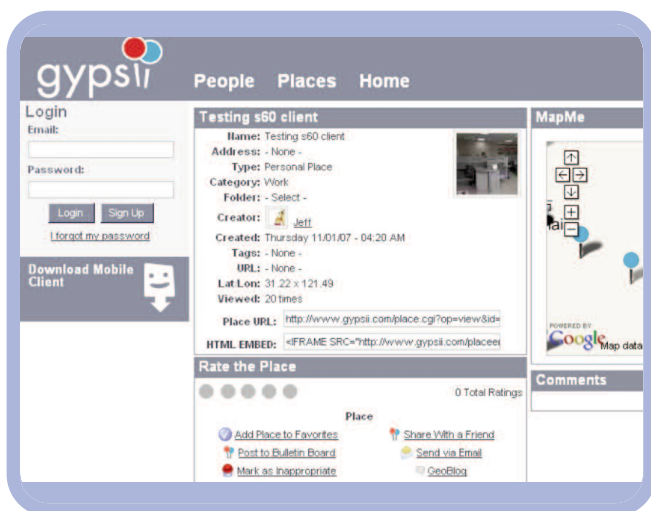 gypsii
People Places Home
Login
Email:
Password:
Login Sign Up
I forgot my password
Download Mobile
Client
Testing s60 client
Name: Testing s60 client
Address: - None -
Type: Personal Place
Category: Work
Folder: - Select -
Creator: Jeff
Created: Thursday 11/01/07 - 04:20 AM
Tags: - None -
URL: - None -
Lat:Lon: 31.22 x 121.49
Viewed: 20 times
Place URL: http://www.gypsii.com/place.cgi?op=view&id=
HTML EMBED: <IFRAME SRC="http://www.gypsii.com/placeer
Rate the Place
0 Total Ratings
Place
Add Place to Favorites
Share With a Friend
Post to Bulletin Board
Send via Email
Mark as Inappropriate
GeoBlog
MapMe
POWERED BY
Google
Map data
Comments